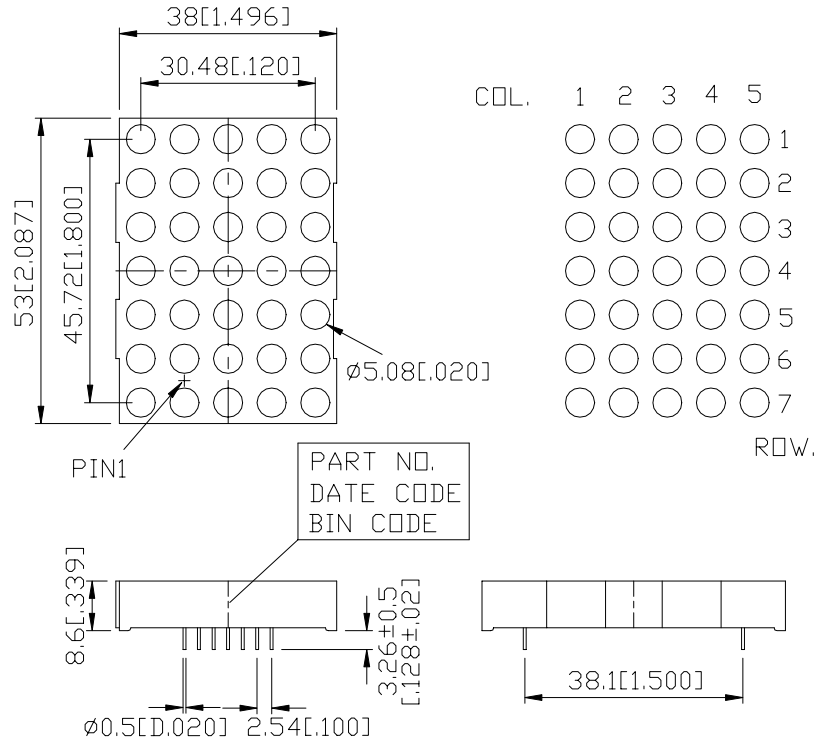 38[1.496]
30.48[.120]
53[2.087]
45.72[1.800]
Ø5.08[.020]
PIN1
COL. 1 2 3 4 5
1
2
3
4
5
6
7
ROW.
PART NO.
DATE CODE
BIN CODE
8.6[.339]
3.26±0.5
[.128±.02]
Ø0.5[D.020]
2.54[.100]
38.1[1.500]